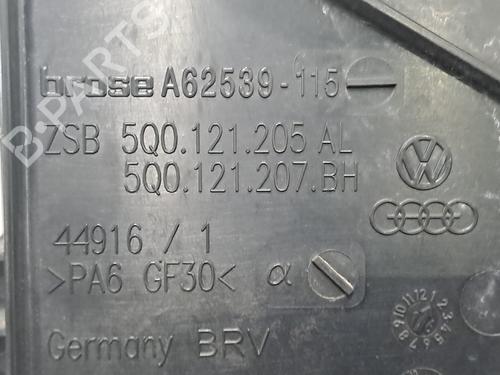 B-PARTS
brose A62539-115
ZSB 5Q0.121.205 AL
5Q0.121.207.BH
44916 / 1
>PA6 GF30< α
Germany BRV